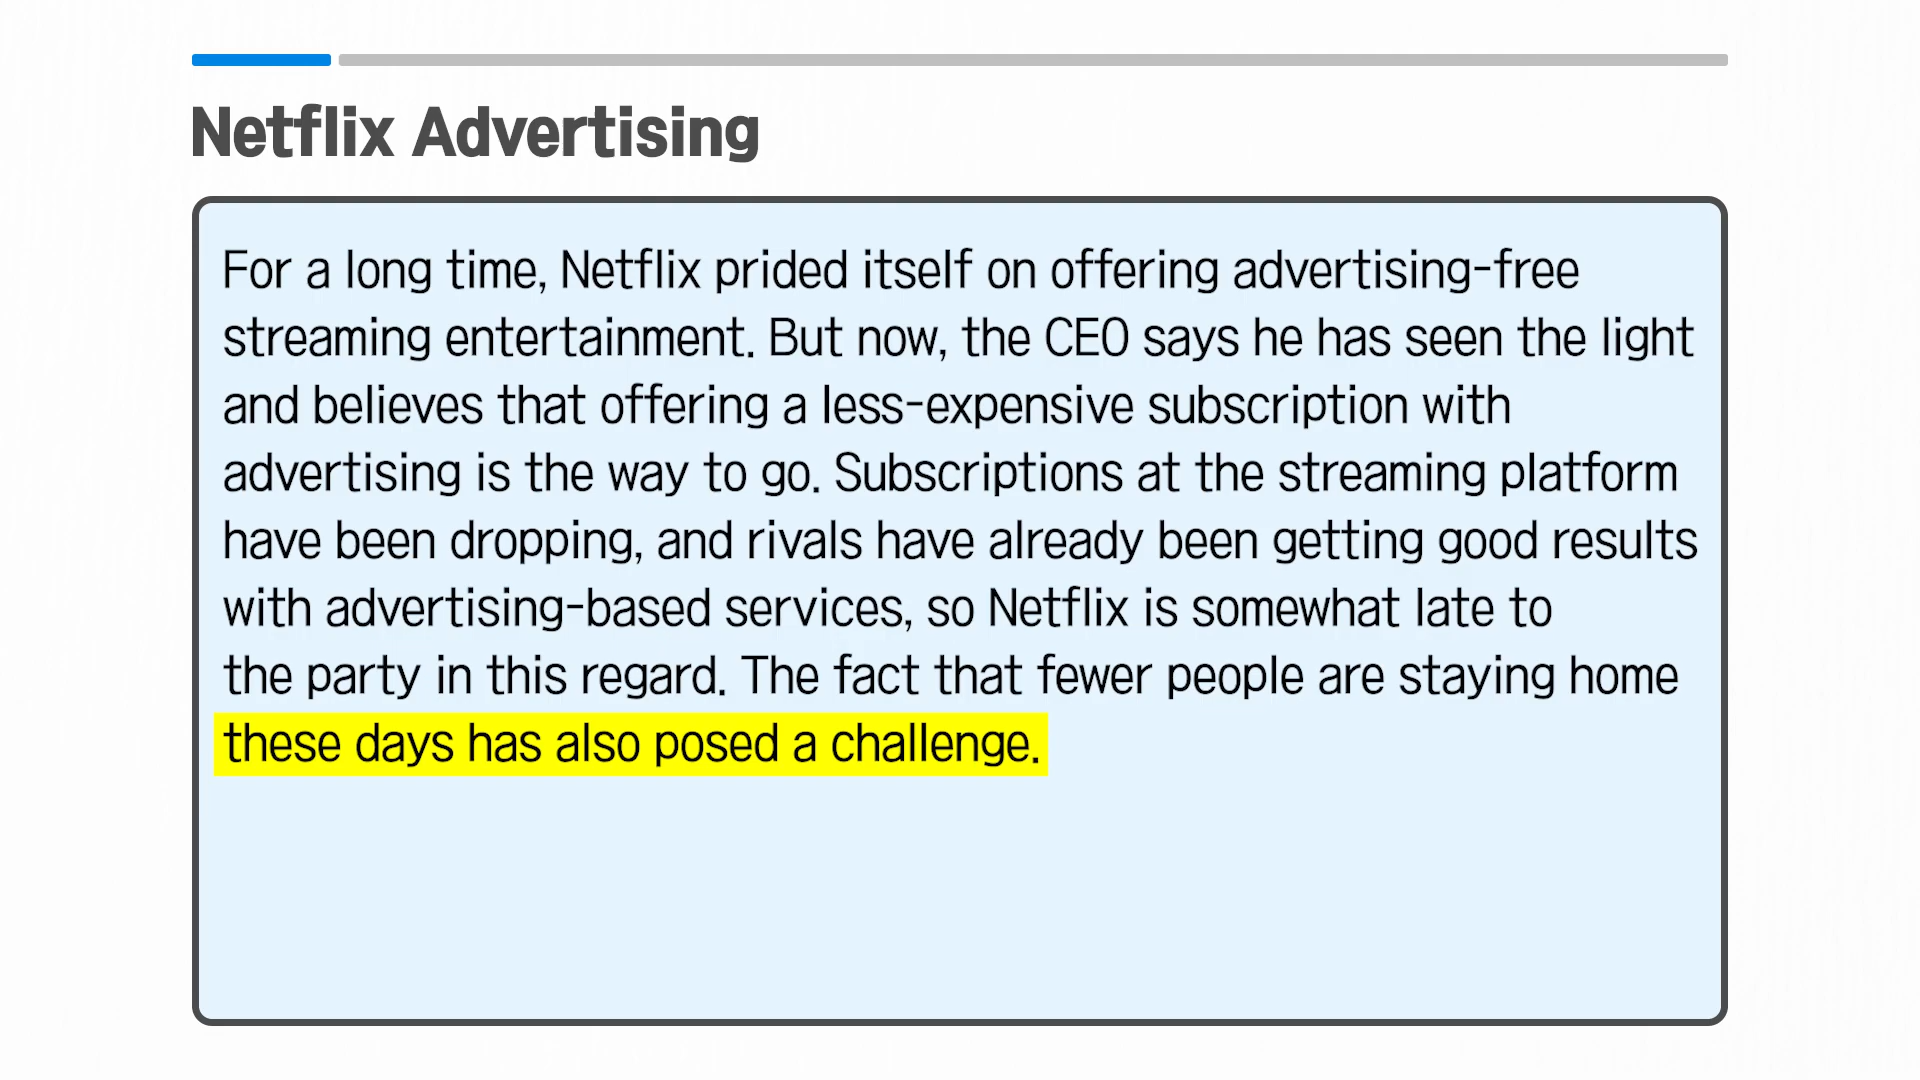 Netflix Advertising
For a long time, Netflix prided itself on offering advertising-free
streaming entertainment. But now, the CEO says he has seen the light
and believes that offering a less-expensive subscription with
advertising is the way to go. Subscriptions at the streaming platform
have been dropping, and rivals have already been getting good results
with advertising-based services, so Netflix is somewhat late to
the party in this regard. The fact that fewer people are staying home
these days has also posed a challenge.